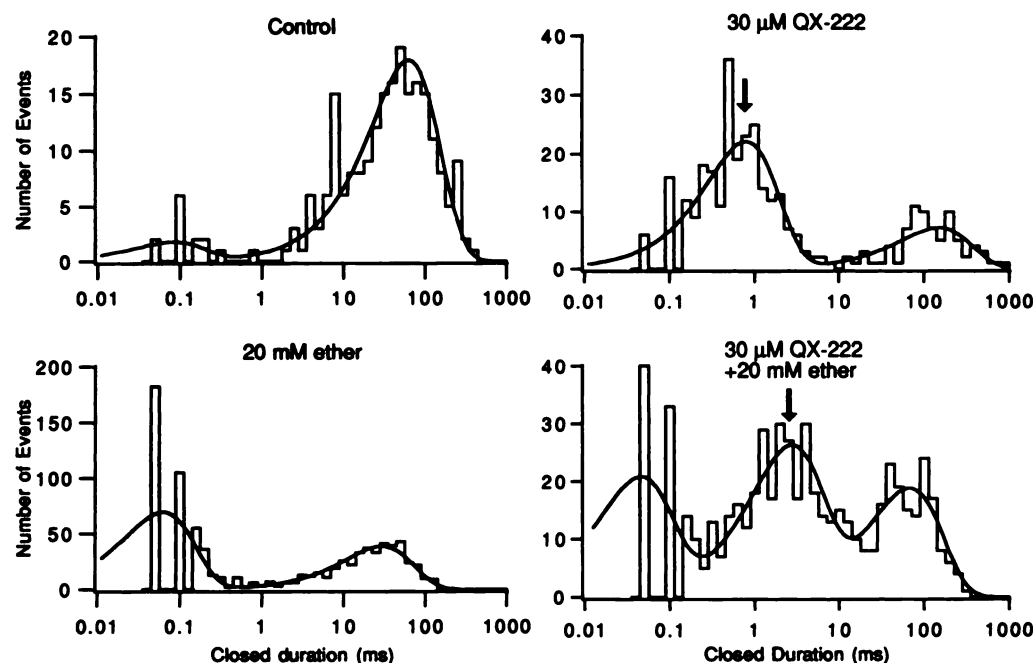 Control
Number of Events
20
15
10
5
0
0.01 0.1 1 10 100 1000
30 μM QX-222
40
30
20
10
0
0.01 0.1 1 10 100 1000
20 mM ether
Number of Events
200
150
100
50
0
0.01 0.1 1 10 100 1000
Closed duration (ms)
30 μM QX-222
+20 mM ether
40
30
20
10
0
0.01 0.1 1 10 100 1000
Closed Duration (ms)